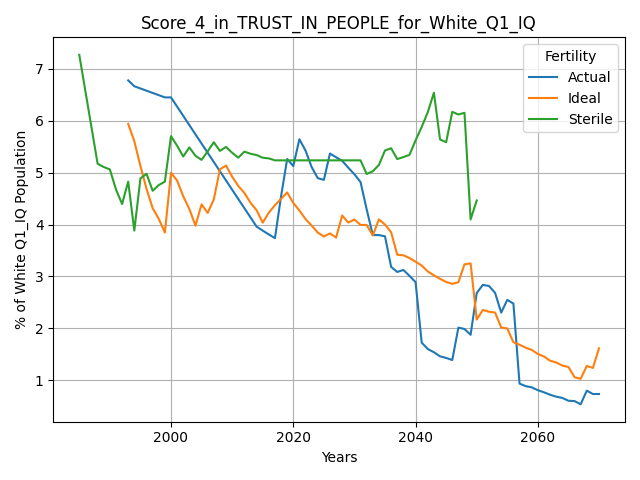 Score_4_in_TRUST_IN_PEOPLE_for_White_Q1_IQ
Fertility
Actual
Ideal
Sterile
% of White Q1_IQ Population
7
6
5
4
3
2
1
2000
2020
2040
2060
Years